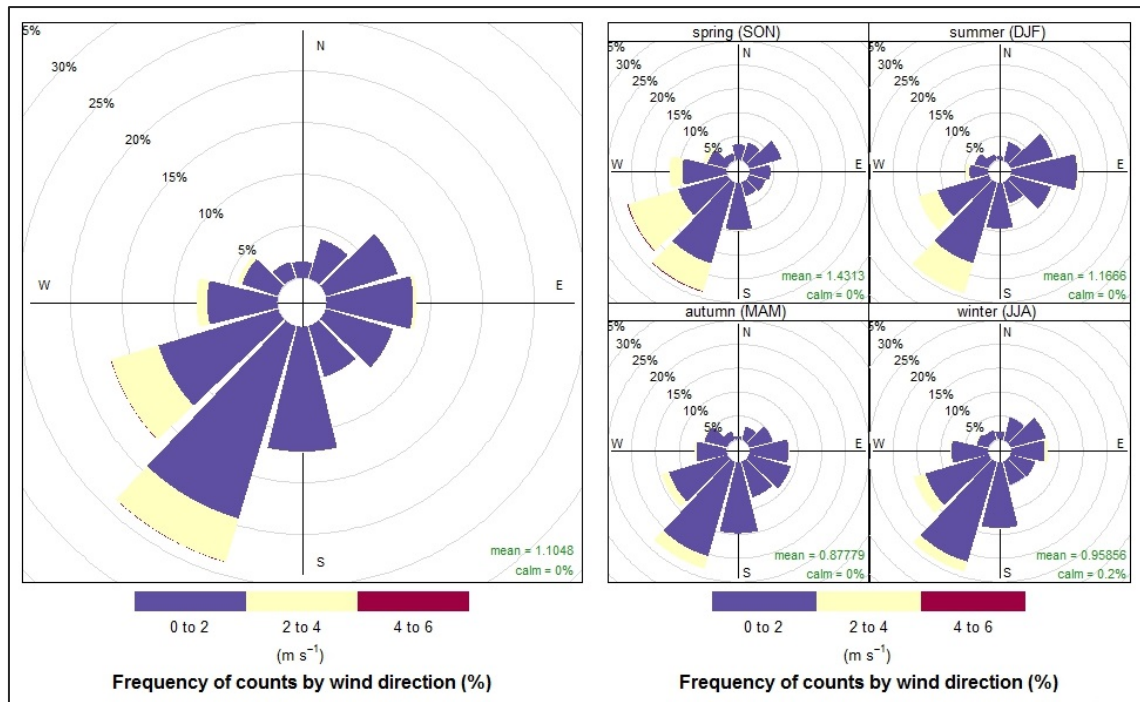 5%
30%
25%
20%
15%
10%
5%
N
W
E
S
mean = 1.1048
calm = 0%
0 to 2
2 to 4
4 to 6
(m s⁻¹)
Frequency of counts by wind direction (%)
spring (SON)
5%
30%
25%
20%
15%
10%
5%
N
W
E
S
mean = 1.4313
calm = 0%
summer (DJF)
5%
30%
25%
20%
15%
10%
5%
N
W
E
S
mean = 1.1666
calm = 0%
autumn (MAM)
5%
30%
25%
20%
15%
10%
5%
N
W
E
S
mean = 0.87779
calm = 0%
winter (JJA)
5%
30%
25%
20%
15%
10%
5%
N
W
E
S
mean = 0.95856
calm = 0.2%
0 to 2
2 to 4
4 to 6
(m s⁻¹)
Frequency of counts by wind direction (%)